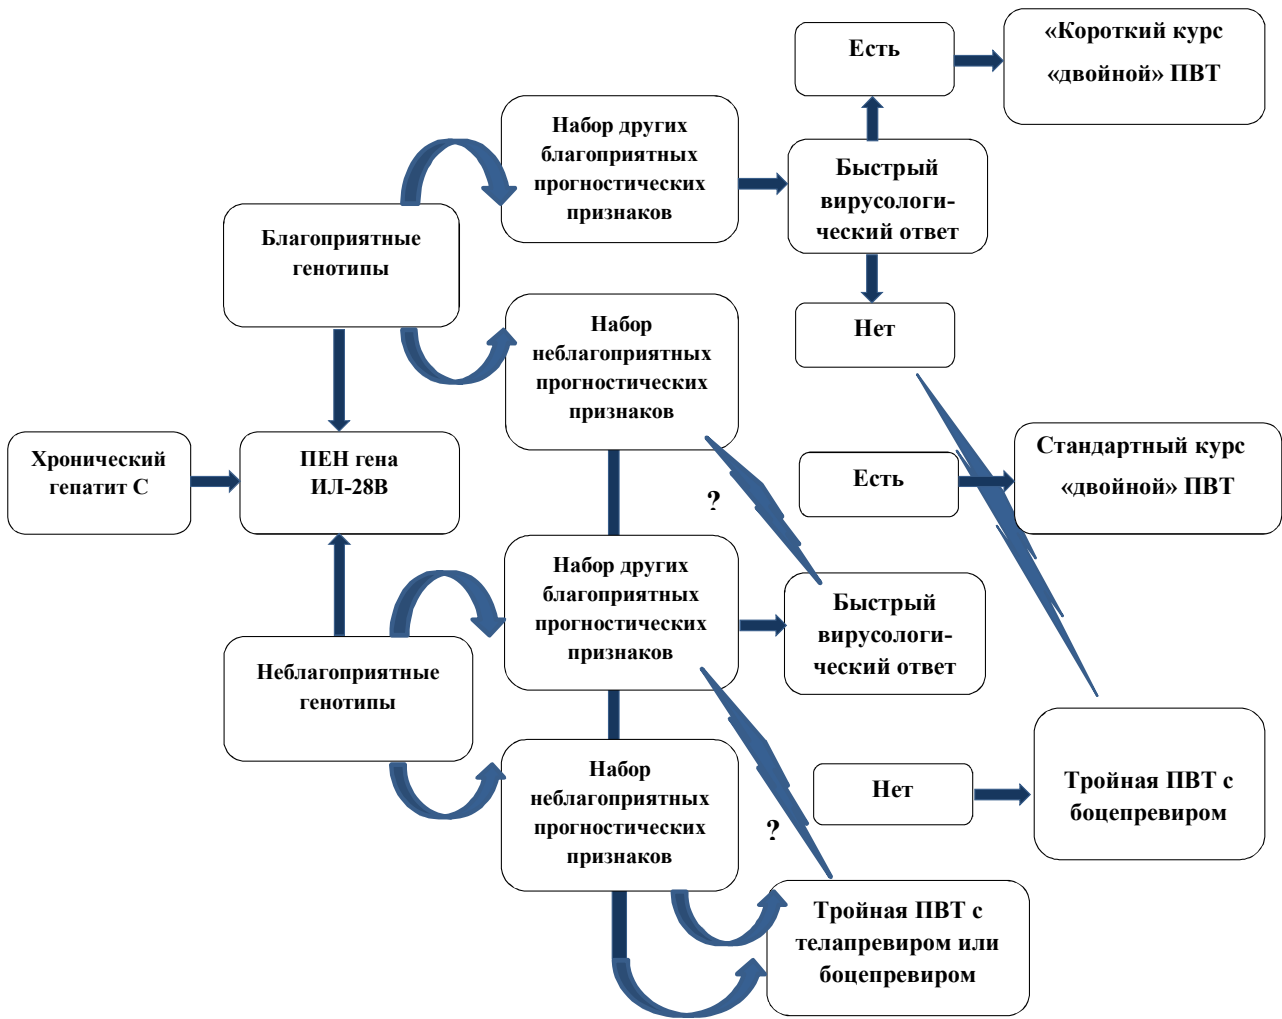 Есть
«Короткий курс
«двойной» ПВТ
Набор других
благоприятных
прогностических
признаков
Быстрый
вирусологи-
ческий ответ
Благоприятные
генотипы
Нет
Набор
неблагоприятных
прогностических
признаков
Хронический
гепатит С
ПЕН гена
ИЛ-28В
?
Есть
Стандартный курс
«двойной» ПВТ
Набор других
благоприятных
прогностических
признаков
Быстрый
вирусологи-
ческий ответ
Неблагоприятные
генотипы
Набор
неблагоприятных
прогностических
признаков
?
Нет
Тройная ПВТ с
боцепревиром
Тройная ПВТ с
телапревиром или
боцепревиром